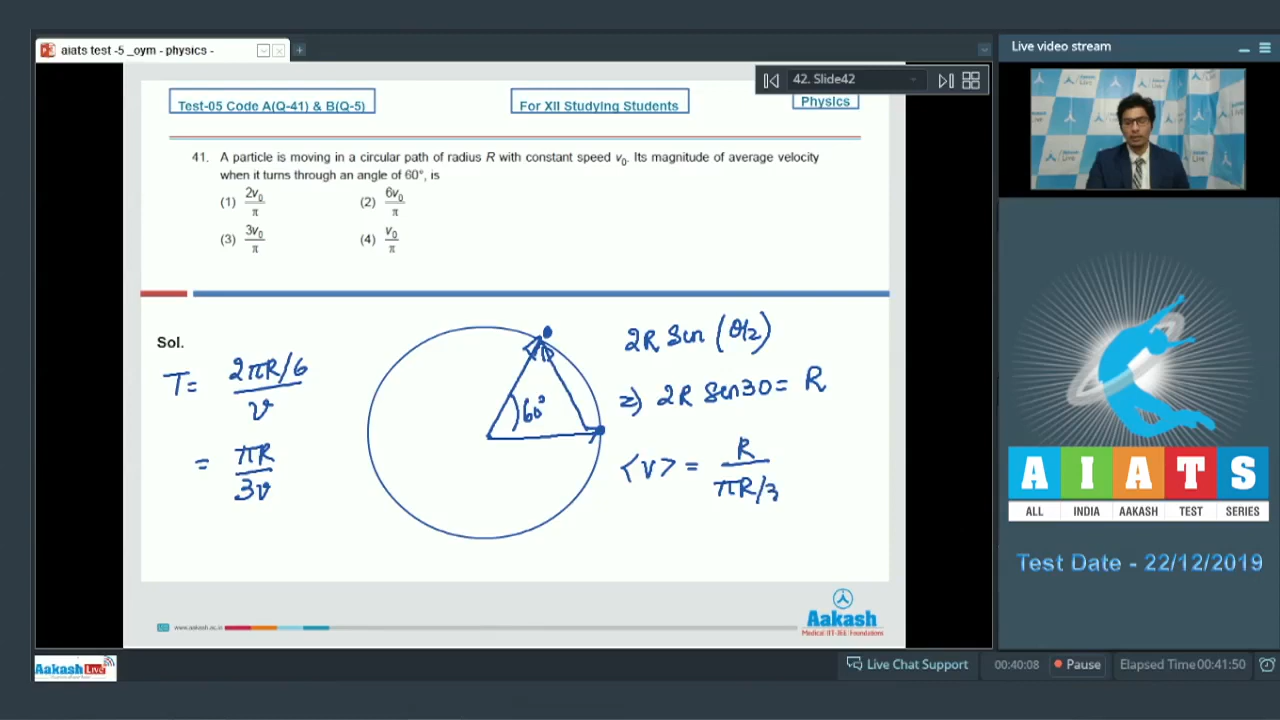 aiats test -5 _oym - physics -
Live video stream
42. Slide42
Test-05 Code A(Q-41) & B(Q-5)
For XII Studying Students
Physics
41. A particle is moving in a circular path of radius R with constant speed v₀. Its magnitude of average velocity
when it turns through an angle of 60°, is
(1) 2v₀/π (2) 6v₀/π
(3) 3v₀/π (4) v₀/π
Sol.
T = 2πR/6 / v
= πR / 3v
60°
2R Sin (θ/2)
⇒ 2R Sin30 = R
<v> = R / πR/3
AIATS
ALL INDIA AAKASH TEST SERIES
Test Date - 22/12/2019
Aakash
Medical|IIT-JEE|Foundations
www.aakash.ac.in
Aakash Live
Live Chat Support
00:40:08
Pause
Elapsed Time 00:41:50